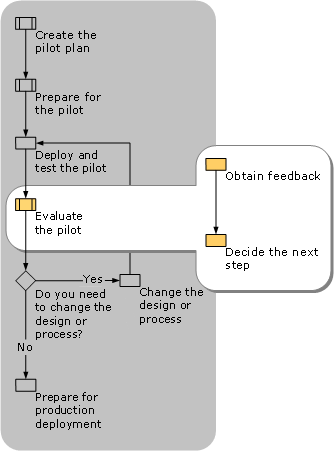 Create the
pilot plan
Prepare for
the pilot
Deploy and
test the pilot
Obtain feedback
Evaluate
the pilot
Decide the next
step
Yes
Do you need
to change the
design or
process?
Change the
design or
process
No
Prepare for
production
deployment